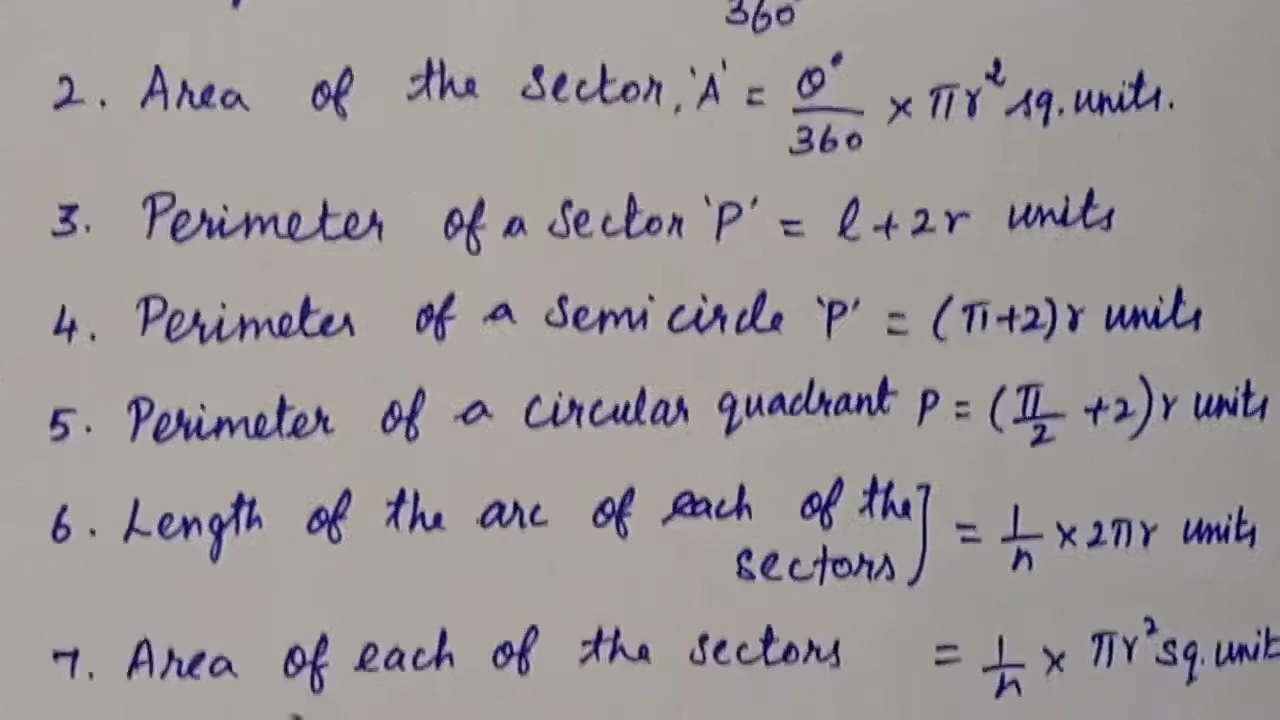 360
2. Area of the sector, 'A' = θ°/360 × πr² sq. units.
3. Perimeter of a sector 'P' = l + 2r units
4. Perimeter of a semicircle 'P' = (π+2)r units
5. Perimeter of a circular quadrant P = (π/2 + 2)r units
6. Length of the arc of each of the
sectors] = 1/n × 2πr units
7. Area of each of the sectors = 1/n × πr² sq. unit